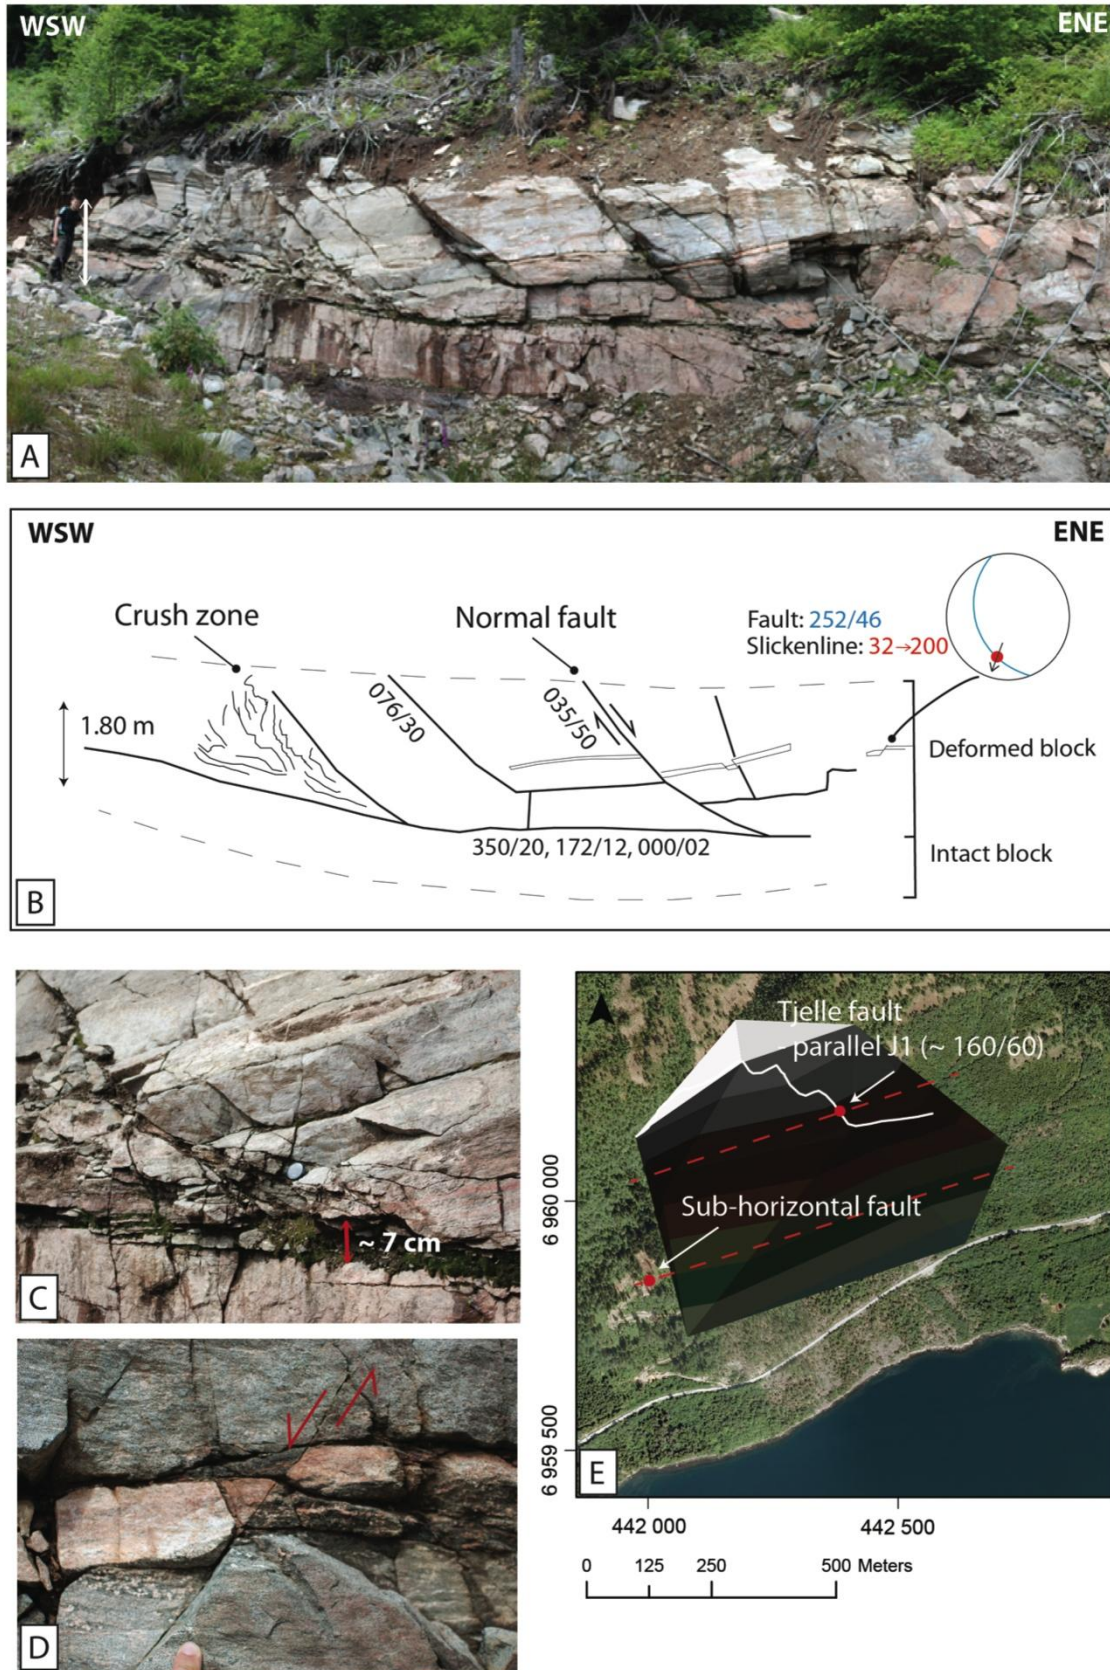 WSW
ENE
A
WSW
ENE
Crush zone
Normal fault
Fault: 252/46
Slickenline: 32→200
076/30
035/50
1.80 m
Deformed block
350/20, 172/12, 000/02
Intact block
B
~ 7 cm
C
D
Tjelle fault
- parallel J1 (~ 160/60)
Sub-horizontal fault
6 960 000
6 959 500
E
442 000
442 500
0
125
250
500 Meters